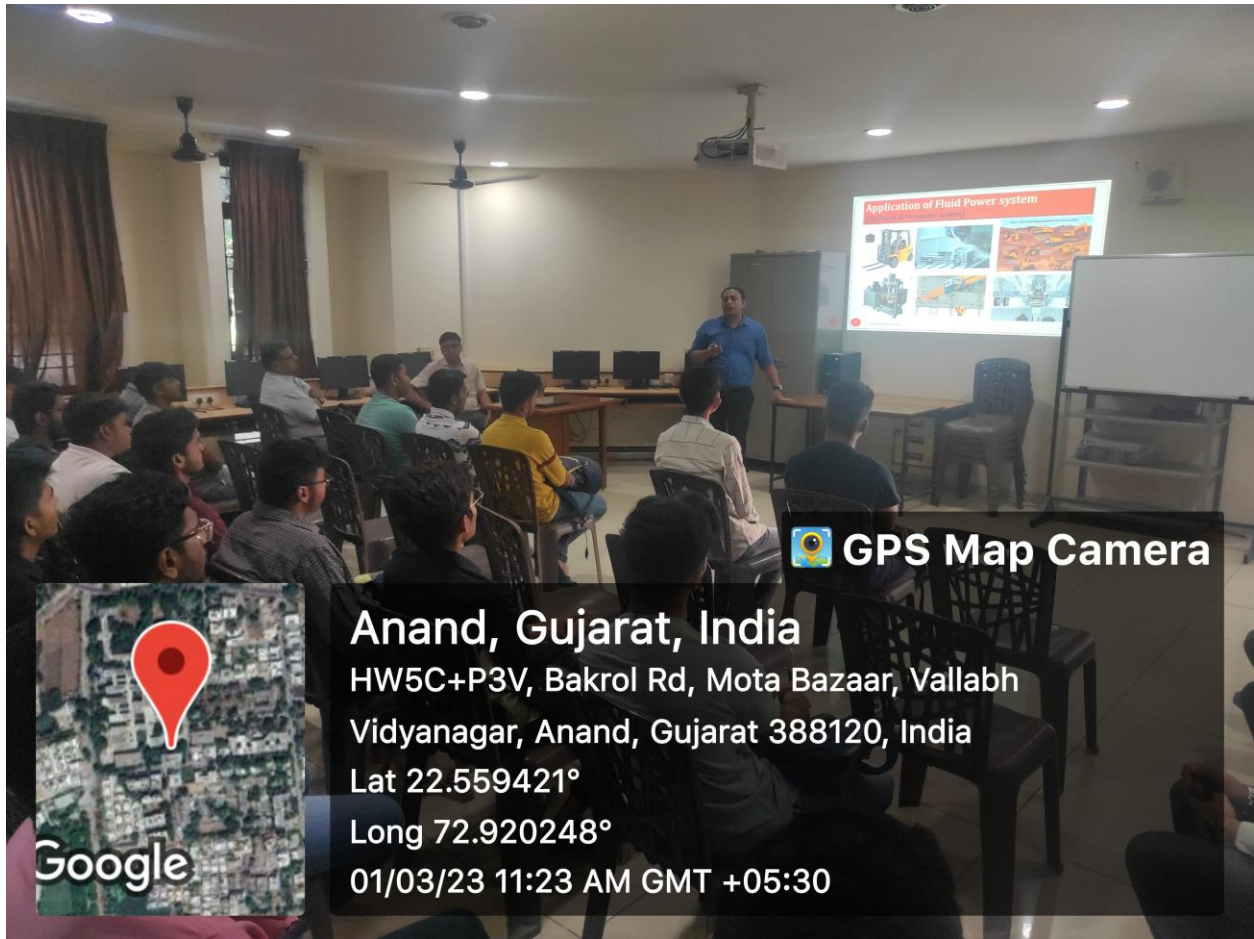 Application of Fluid Power system
GPS Map Camera
Anand, Gujarat, India
HW5C+P3V, Bakrol Rd, Mota Bazaar, Vallabh
Vidyanagar, Anand, Gujarat 388120, India
Lat 22.559421°
Long 72.920248°
01/03/23 11:23 AM GMT +05:30
Google